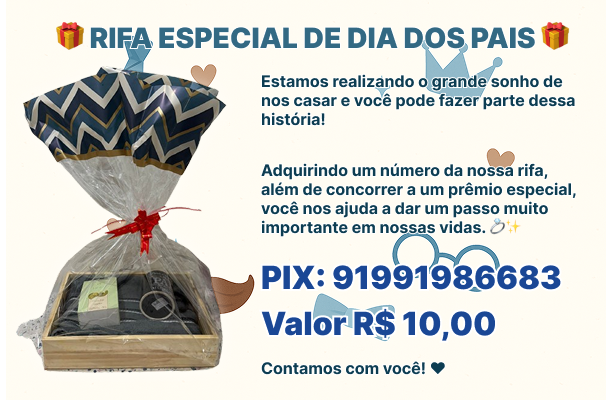 🎁 RIFA ESPECIAL DE DIA DOS PAIS 🎁
Estamos realizando o grande sonho de
nos casar e você pode fazer parte dessa
história!
Adquirindo um número da nossa rifa,
além de concorrer a um prêmio especial,
você nos ajuda a dar um passo muito
importante em nossas vidas. 💍✨
PIX: 91991986683
Valor R$ 10,00
Contamos com você! ♥